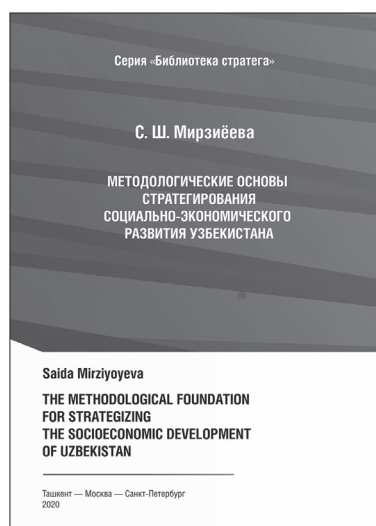 Серия «Библиотека стратега»
С. Ш. Мирзиёева
МЕТОДОЛОГИЧЕСКИЕ ОСНОВЫ
СТРАТЕГИРОВАНИЯ
СОЦИАЛЬНО-ЭКОНОМИЧЕСКОГО
РАЗВИТИЯ УЗБЕКИСТАНА
Saida Mirziyoyeva
THE METHODOLOGICAL FOUNDATION
FOR STRATEGIZING
THE SOCIOECONOMIC DEVELOPMENT
OF UZBEKISTAN
Ташкент — Москва — Санкт-Петербург
2020